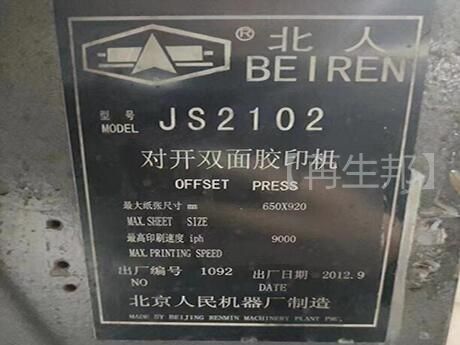 ® 北人
BEIREN
型号
MODEL JS2102
对开双面胶印机
OFFSET PRESS
【再生邦】
最大纸张尺寸 mm 650X920
MAX. SHEET SIZE
最高印刷速度 iph 9000
MAX. PRINTING SPEED
出厂编号 1092 出厂日期 2012.9
NO DATE
北京人民机器厂制造
MADE BY BEIJING RENMIN MACHINERY PLANT PRC.